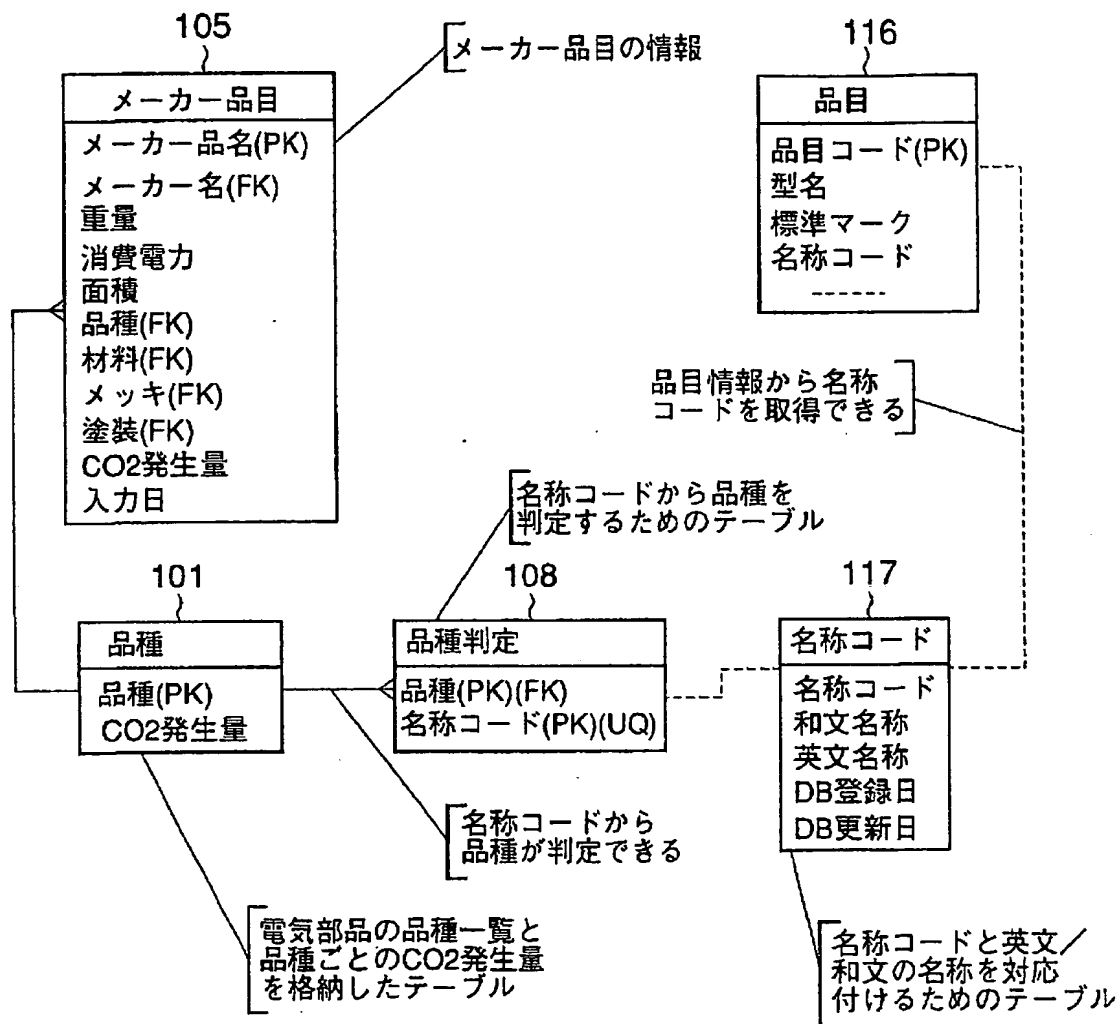 105
メーカー品目の情報
116
メーカー品目
メーカー品名(PK)
メーカー名(FK)
重量
消費電力
面積
品種(FK)
材料(FK)
メッキ(FK)
塗装(FK)
CO2発生量
入力日
品目
品目コード(PK)
型名
標準マーク
名称コード
品目情報から名称
コードを取得できる
名称コードから品種を
判定するためのテーブル
101
品種
品種(PK)
CO2発生量
108
品種判定
品種(PK)(FK)
名称コード(PK)(UQ)
117
名称コード
名称コード
和文名称
英文名称
DB登録日
DB更新日
名称コードから
品種が判定できる
電気部品の品種一覧と
品種ごとのCO2発生量
を格納したテーブル
名称コードと英文／
和文の名称を対応
付けるためのテーブル